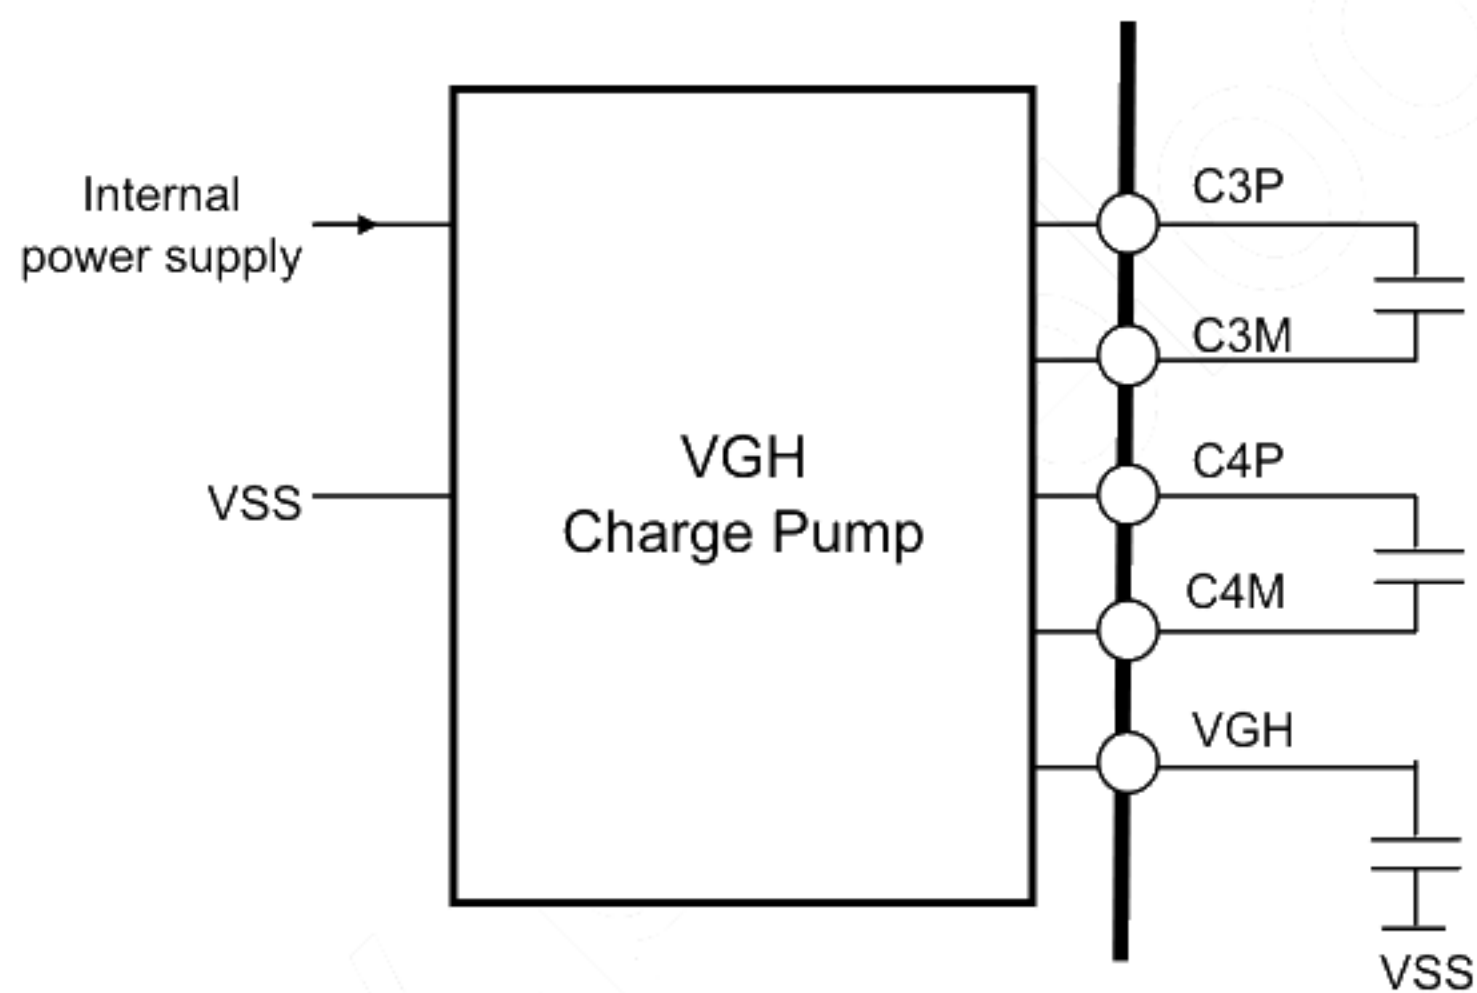 Internal
power supply
VSS
VGH
Charge Pump
C3P
C3M
C4P
C4M
VGH
VSS